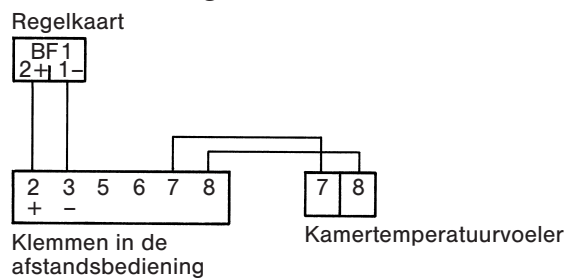 Regelkaart
BF1
2+ 1−
2 3 5 6 7 8
+ −
7 8
Klemmen in de
afstandsbediening
Kamertemperatuurvoeler